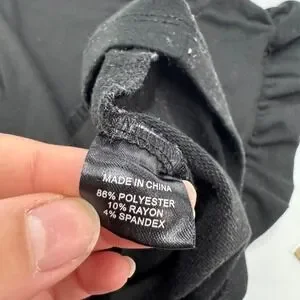 MADE IN CHINA
86% POLYESTER
10% RAYON
4% SPANDEX